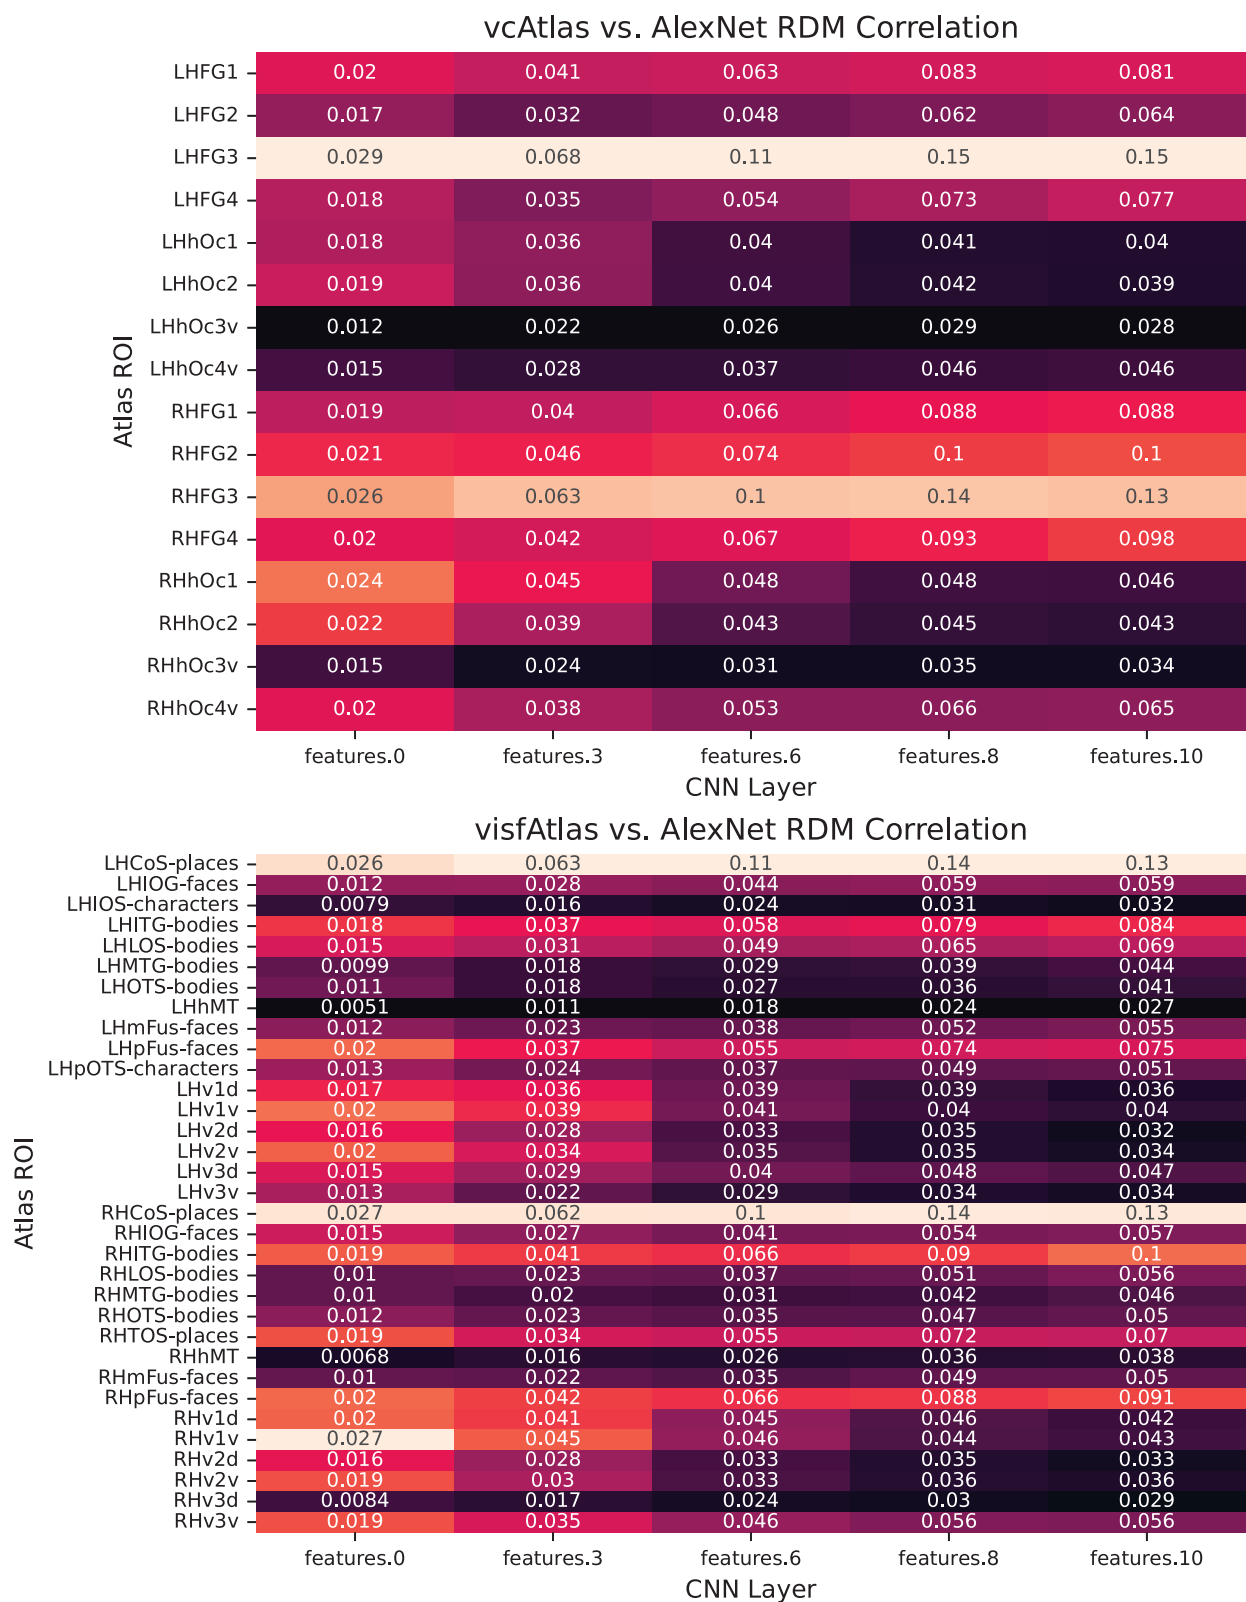 vcAtlas vs. AlexNet RDM Correlation
LHFG1 0.02 0.041 0.063 0.083 0.081
LHFG2 0.017 0.032 0.048 0.062 0.064
LHFG3 0.029 0.068 0.11 0.15 0.15
LHFG4 0.018 0.035 0.054 0.073 0.077
LHhOc1 0.018 0.036 0.04 0.041 0.04
LHhOc2 0.019 0.036 0.04 0.042 0.039
LHhOc3v 0.012 0.022 0.026 0.029 0.028
LHhOc4v 0.015 0.028 0.037 0.046 0.046
RHFG1 0.019 0.04 0.066 0.088 0.088
RHFG2 0.021 0.046 0.074 0.1 0.1
RHFG3 0.026 0.063 0.1 0.14 0.13
RHFG4 0.02 0.042 0.067 0.093 0.098
RHhOc1 0.024 0.045 0.048 0.048 0.046
RHhOc2 0.022 0.039 0.043 0.045 0.043
RHhOc3v 0.015 0.024 0.031 0.035 0.034
RHhOc4v 0.02 0.038 0.053 0.066 0.065
Atlas ROI
features.0 features.3 features.6 features.8 features.10
CNN Layer
visfAtlas vs. AlexNet RDM Correlation
LHCoS-places 0.026 0.063 0.11 0.14 0.13
LHIOG-faces 0.012 0.028 0.044 0.059 0.059
LHIOS-characters 0.0079 0.016 0.024 0.031 0.032
LHITG-bodies 0.018 0.037 0.058 0.079 0.084
LHLOS-bodies 0.015 0.031 0.049 0.065 0.069
LHMTG-bodies 0.0099 0.018 0.029 0.039 0.044
LHOTS-bodies 0.011 0.018 0.027 0.036 0.041
LHhMT 0.0051 0.011 0.018 0.024 0.027
LHmFus-faces 0.012 0.023 0.038 0.052 0.055
LHpFus-faces 0.02 0.037 0.055 0.074 0.075
LHpOTS-characters 0.013 0.024 0.037 0.049 0.051
LHv1d 0.017 0.036 0.039 0.039 0.036
LHv1v 0.02 0.039 0.041 0.04 0.04
LHv2d 0.016 0.028 0.033 0.035 0.032
LHv2v 0.02 0.034 0.035 0.035 0.034
LHv3d 0.015 0.029 0.04 0.048 0.047
LHv3v 0.013 0.022 0.029 0.034 0.034
RHCoS-places 0.027 0.062 0.1 0.14 0.13
RHIOG-faces 0.015 0.027 0.041 0.054 0.057
RHITG-bodies 0.019 0.041 0.066 0.09 0.1
RHLOS-bodies 0.01 0.023 0.037 0.051 0.056
RHMTG-bodies 0.01 0.02 0.031 0.042 0.046
RHOTS-bodies 0.012 0.023 0.035 0.047 0.05
RHTOS-places 0.019 0.034 0.055 0.072 0.07
RHhMT 0.0068 0.016 0.026 0.036 0.038
RHmFus-faces 0.01 0.022 0.035 0.049 0.05
RHpFus-faces 0.02 0.042 0.066 0.088 0.091
RHv1d 0.02 0.041 0.045 0.046 0.042
RHv1v 0.027 0.045 0.046 0.044 0.043
RHv2d 0.016 0.028 0.033 0.035 0.033
RHv2v 0.019 0.03 0.033 0.036 0.036
RHv3d 0.0084 0.017 0.024 0.03 0.029
RHv3v 0.019 0.035 0.046 0.056 0.056
Atlas ROI
features.0 features.3 features.6 features.8 features.10
CNN Layer